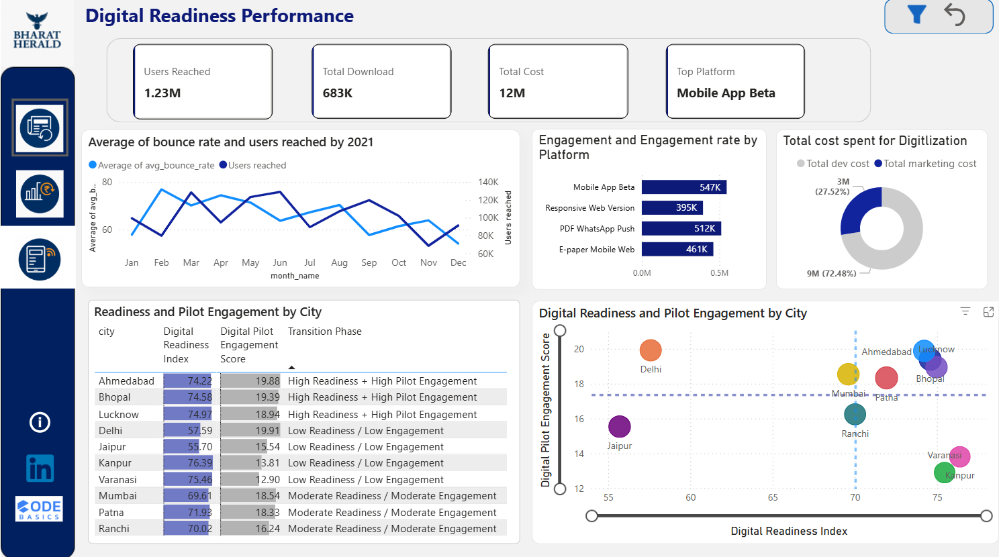 BHARAT
HERALD
Digital Readiness Performance
Users Reached
1.23M
Total Download
683K
Total Cost
12M
Top Platform
Mobile App Beta
Average of bounce rate and users reached by 2021
Average of avg_bounce_rate Users reached
Average of avg_b...
80
60
140K
120K
100K
80K
60K
Users reached
Jan Feb Mar Apr May Jun Jul Aug Sep Oct Nov Dec
month_name
Engagement and Engagement rate by
Platform
Mobile App Beta 547K
Responsive Web Version 395K
PDF WhatsApp Push 512K
E-paper Mobile Web 461K
0.0M 0.5M
Total cost spent for Digitlization
Total dev cost Total marketing cost
3M
(27.52%)
9M (72.48%)
Readiness and Pilot Engagement by City
city Digital Readiness Index Digital Pilot Engagement Score Transition Phase
Ahmedabad 74.22 19.88 High Readiness + High Pilot Engagement
Bhopal 74.58 19.39 High Readiness + High Pilot Engagement
Lucknow 74.97 18.94 High Readiness + High Pilot Engagement
Delhi 57.59 19.91 Low Readiness / Low Engagement
Jaipur 55.70 15.54 Low Readiness / Low Engagement
Kanpur 76.39 13.81 Low Readiness / Low Engagement
Varanasi 75.46 12.90 Low Readiness / Low Engagement
Mumbai 69.61 18.54 Moderate Readiness / Moderate Engagement
Patna 71.93 18.33 Moderate Readiness / Moderate Engagement
Ranchi 70.02 16.24 Moderate Readiness / Moderate Engagement
Digital Readiness and Pilot Engagement by City
Digital Pilot Engagement Score
20
18
16
14
12
Delhi
Ahmedabad
Lucknow
Bhopal
Mumbai
Patna
Ranchi
Jaipur
Varanasi
Kanpur
55 60 65 70 75
Digital Readiness Index
i
in
CODE
BASICS